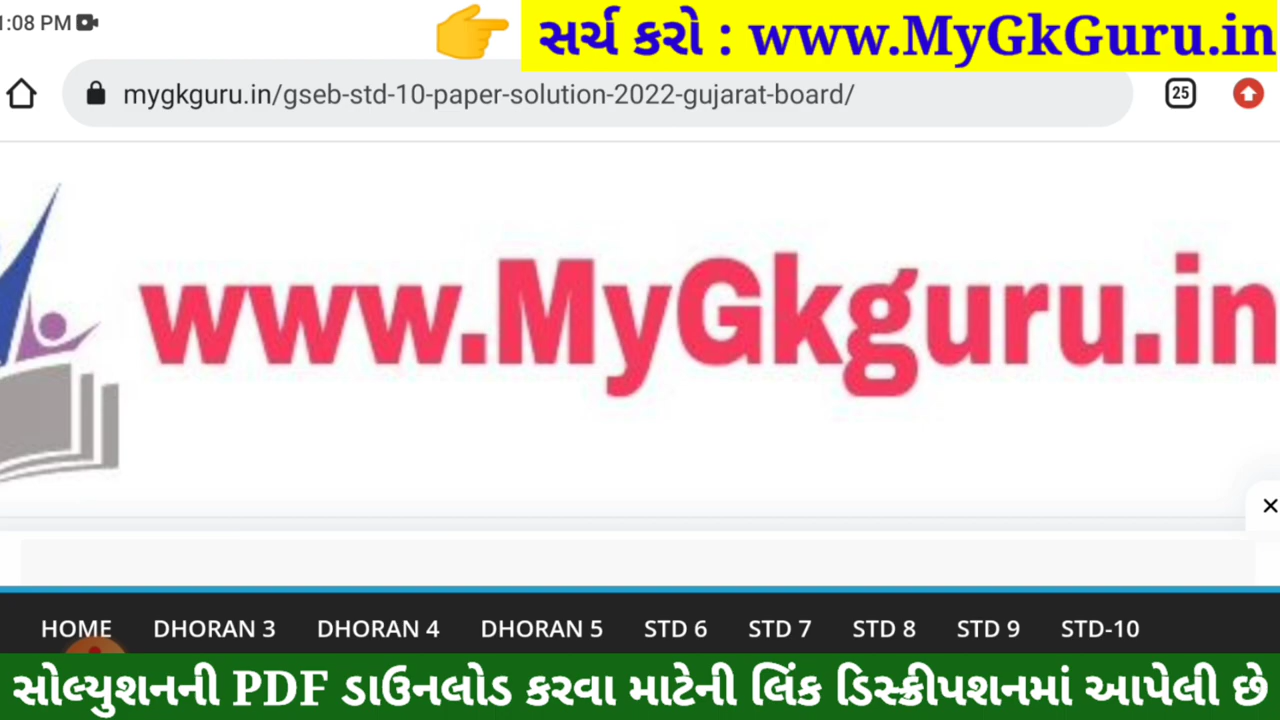 1:08 PM
👉 સર્ચ કરો : www.MyGkGuru.in
mygkguru.in/gseb-std-10-paper-solution-2022-gujarat-board/
25
www.MyGkguru.in
HOME DHORAN 3 DHORAN 4 DHORAN 5 STD 6 STD 7 STD 8 STD 9 STD-10
સોલ્યુશનની PDF ડાઉનલોડ કરવા માટેની લિંક ડિસ્ક્રીપશનમાં આપેલી છે